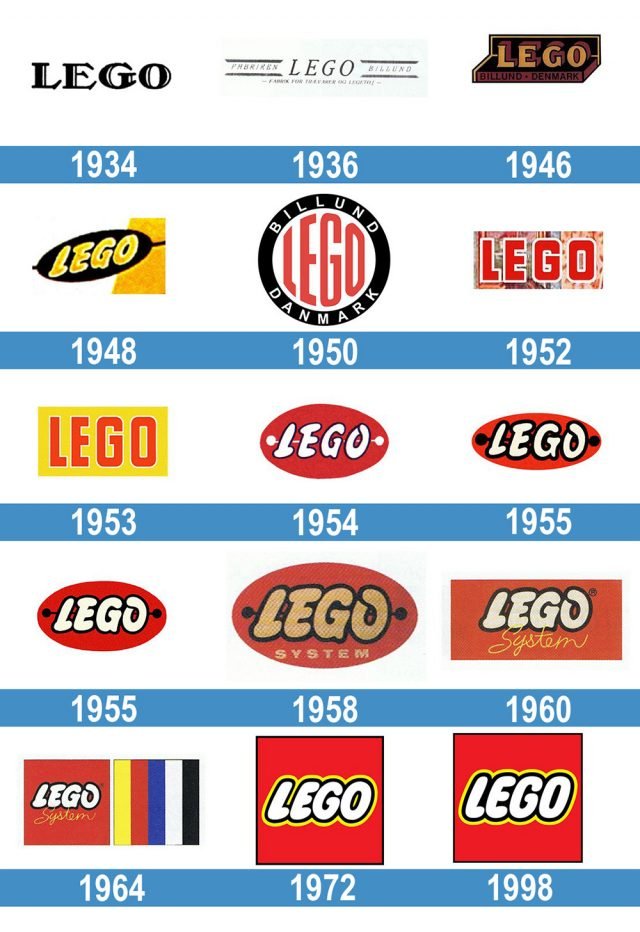 LEGO
FABRIKEN LEGO BILLUND
— FABRIK FOR TRÆVARER OG LEGETØJ —
LEGO
BILLUND • DENMARK
1934 1936 1946
LEGO
BILLUND
LEGO
DANMARK
LEGO
1948 1950 1952
LEGO
LEGO
LEGO
1953 1954 1955
LEGO
LEGO
SYSTEM
LEGO®
System
1955 1958 1960
LEGO
System
LEGO
LEGO
1964 1972 1998